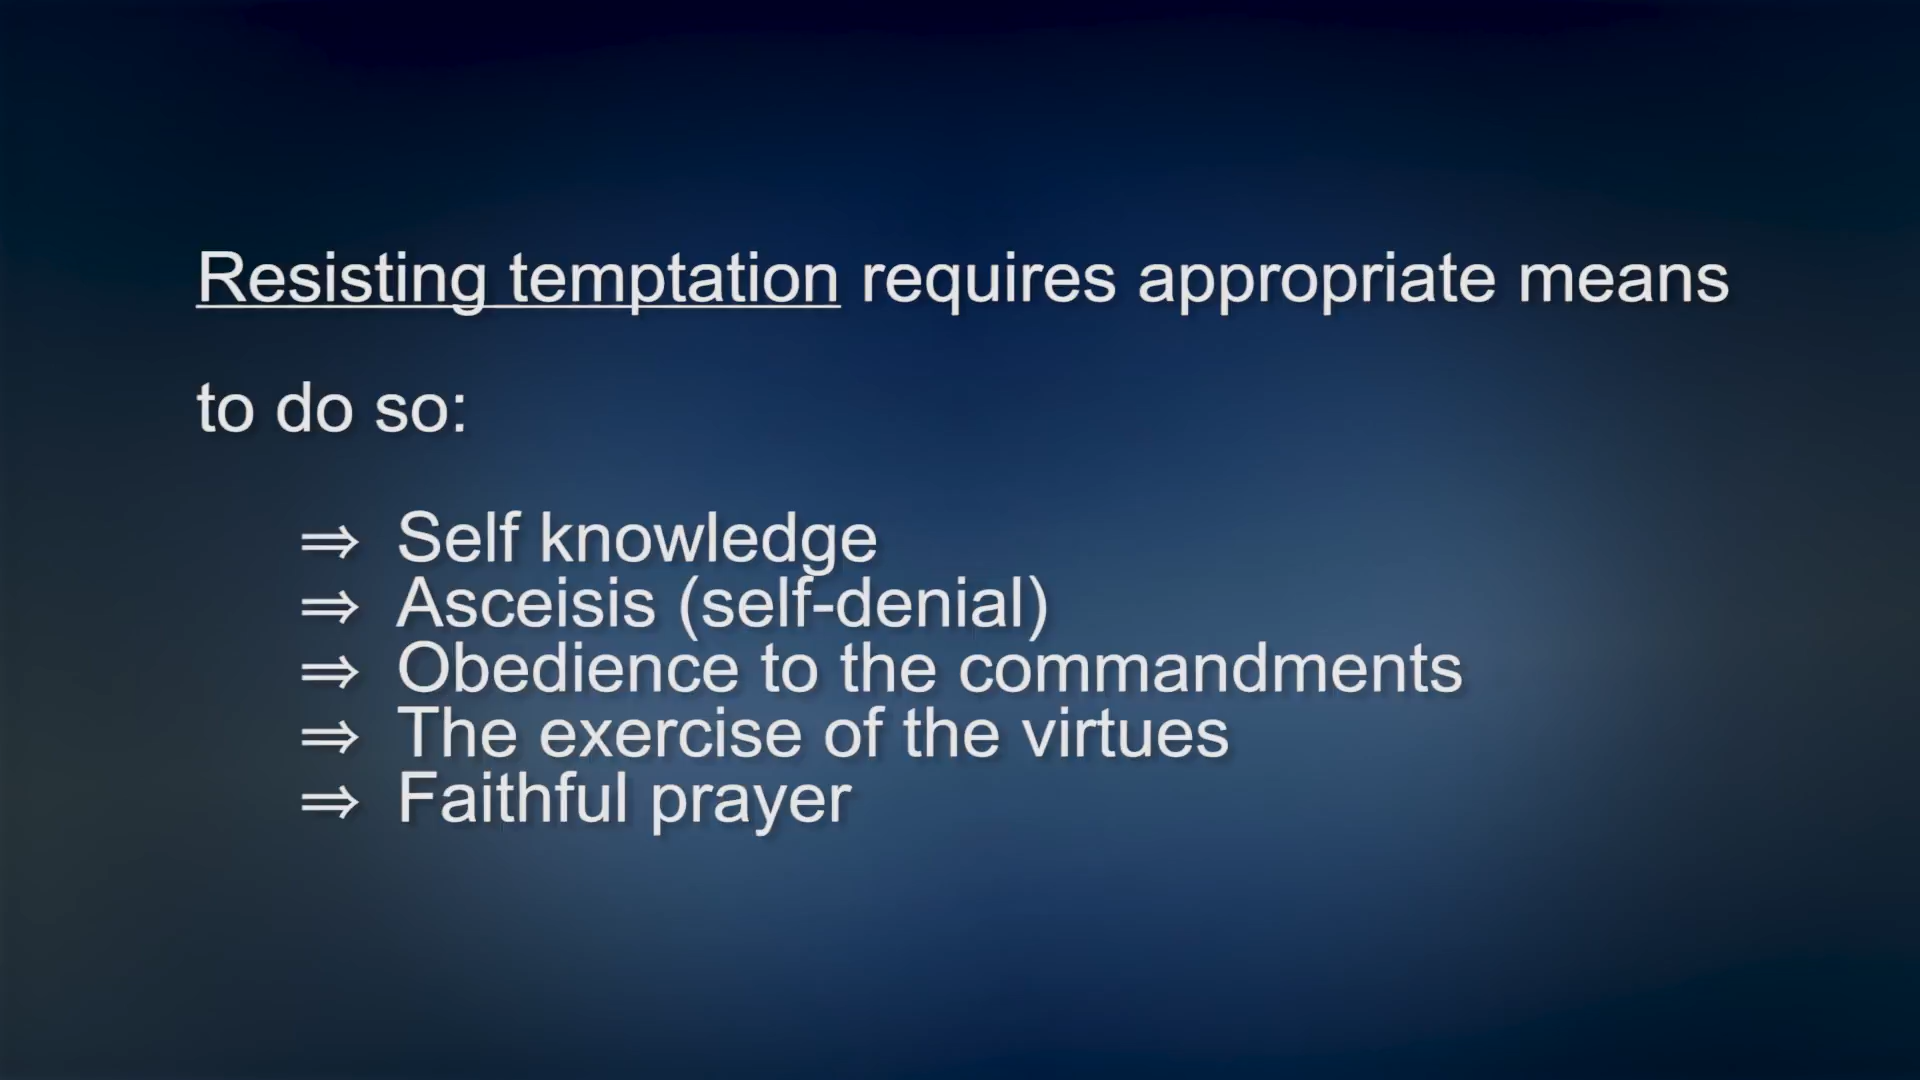 Resisting temptation requires appropriate means
to do so:
⇒ Self knowledge
⇒ Asceisis (self-denial)
⇒ Obedience to the commandments
⇒ The exercise of the virtues
⇒ Faithful prayer